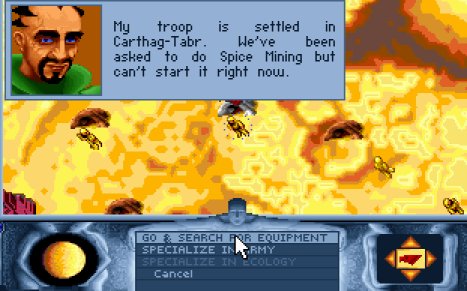 My troop is settled in
Carthag-Tabr. We've been
asked to do Spice Mining but
can't start it right now.
GO & SEARCH FOR EQUIPMENT
SPECIALIZE IN ARMY
SPECIALIZE IN ECOLOGY
Cancel